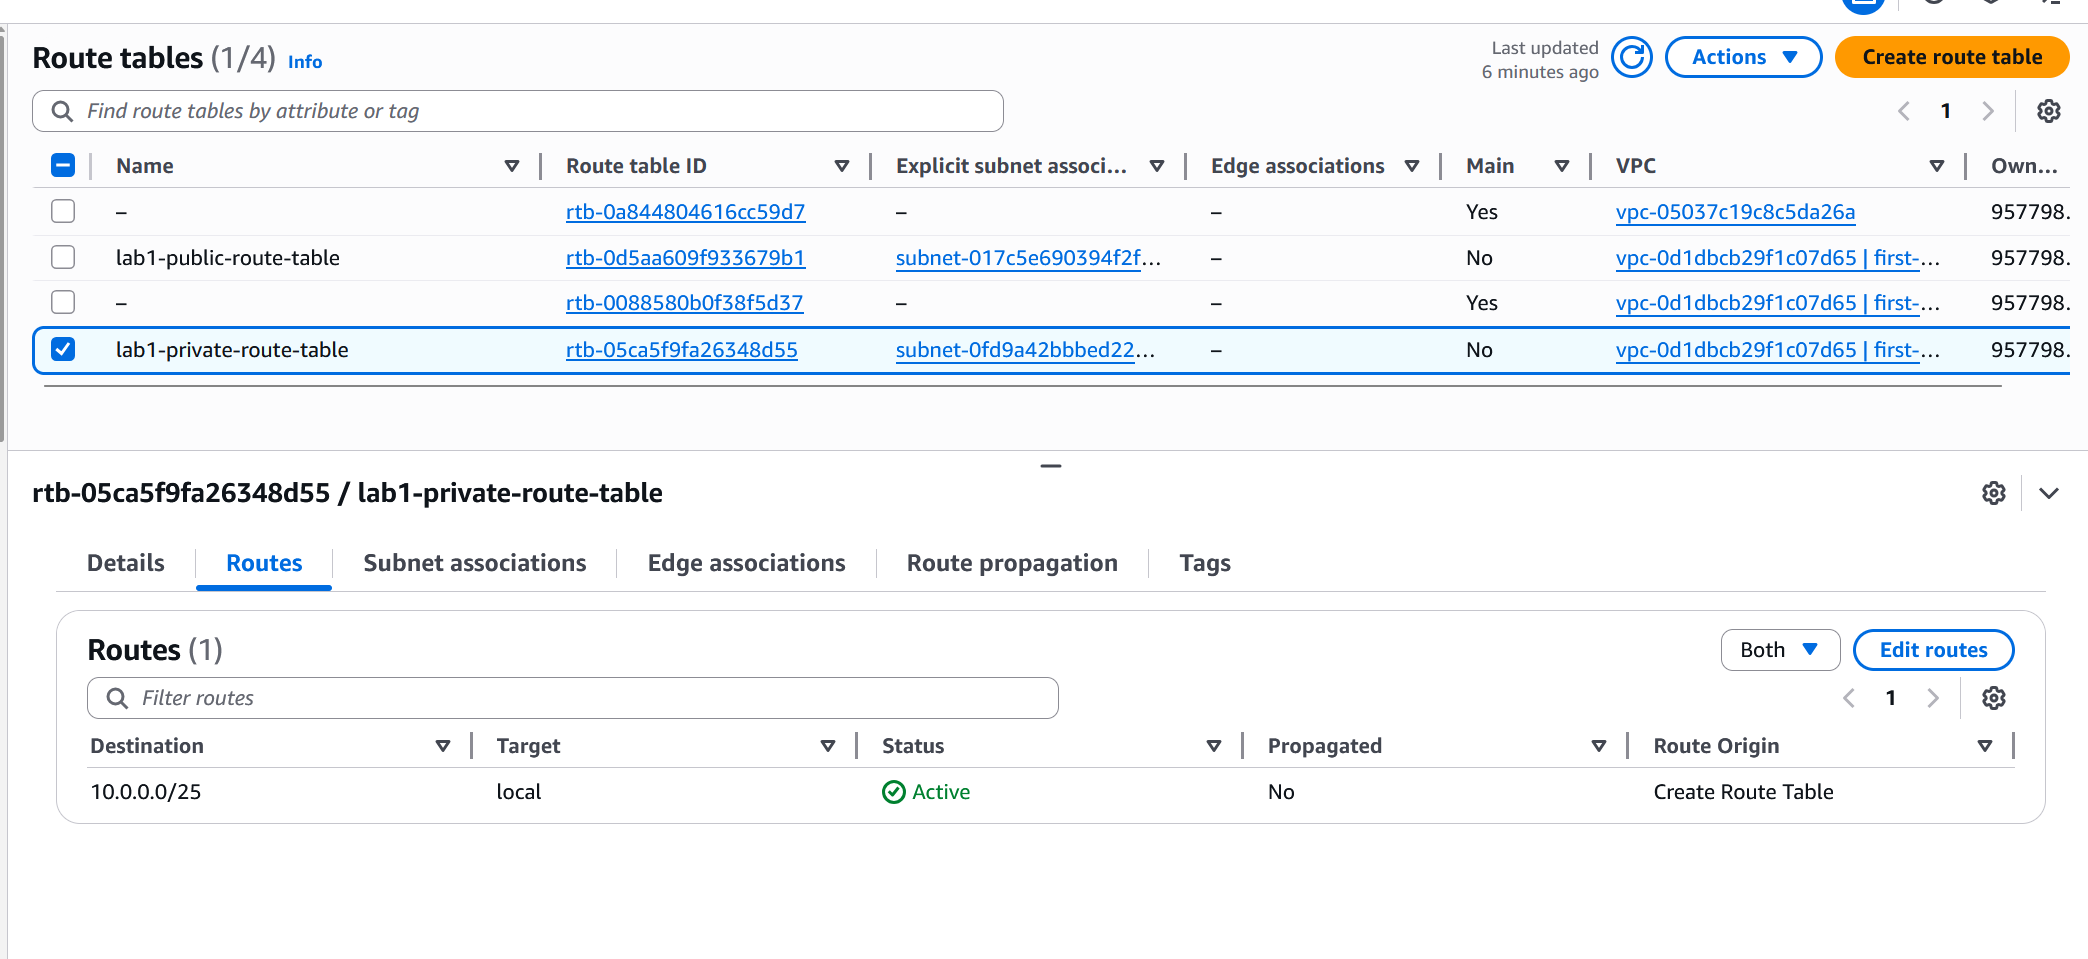 Route tables (1/4) Info
Last updated
6 minutes ago
Actions
Create route table
Find route tables by attribute or tag
1
Name Route table ID Explicit subnet associ... Edge associations Main VPC Own...
– rtb-0a844804616cc59d7 – – Yes vpc-05037c19c8c5da26a 957798.
lab1-public-route-table rtb-0d5aa609f933679b1 subnet-017c5e690394f2f... – No vpc-0d1dbcb29f1c07d65 | first-... 957798.
– rtb-0088580b0f38f5d37 – – Yes vpc-0d1dbcb29f1c07d65 | first-... 957798.
lab1-private-route-table rtb-05ca5f9fa26348d55 subnet-0fd9a42bbbed22... – No vpc-0d1dbcb29f1c07d65 | first-... 957798.
rtb-05ca5f9fa26348d55 / lab1-private-route-table
Details Routes Subnet associations Edge associations Route propagation Tags
Routes (1)
Both
Edit routes
Filter routes
1
Destination Target Status Propagated Route Origin
10.0.0.0/25 local Active No Create Route Table